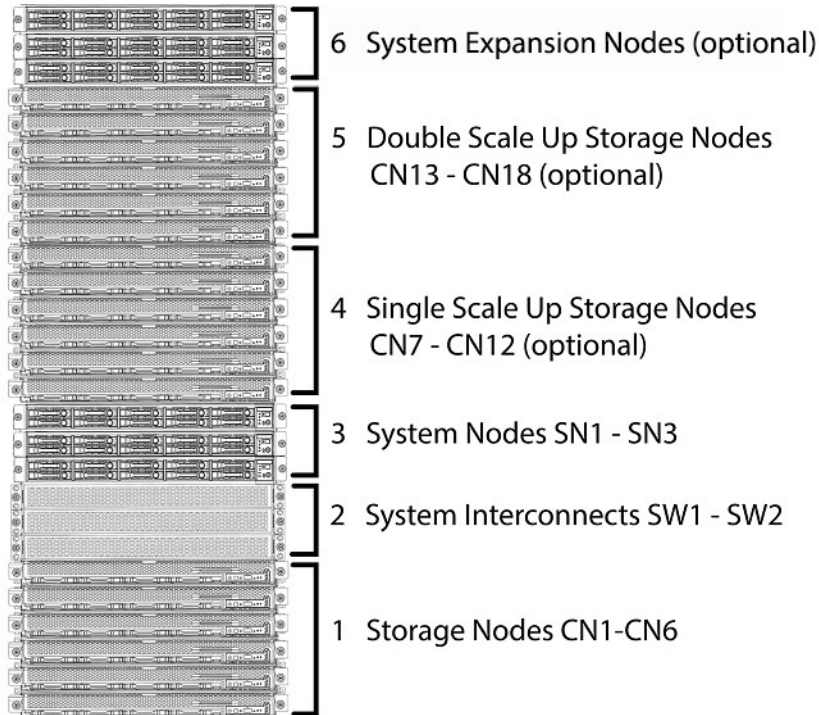 6 System Expansion Nodes (optional)
5 Double Scale Up Storage Nodes
CN13 - CN18 (optional)
4 Single Scale Up Storage Nodes
CN7 - CN12 (optional)
3 System Nodes SN1 - SN3
2 System Interconnects SW1 - SW2
1 Storage Nodes CN1-CN6